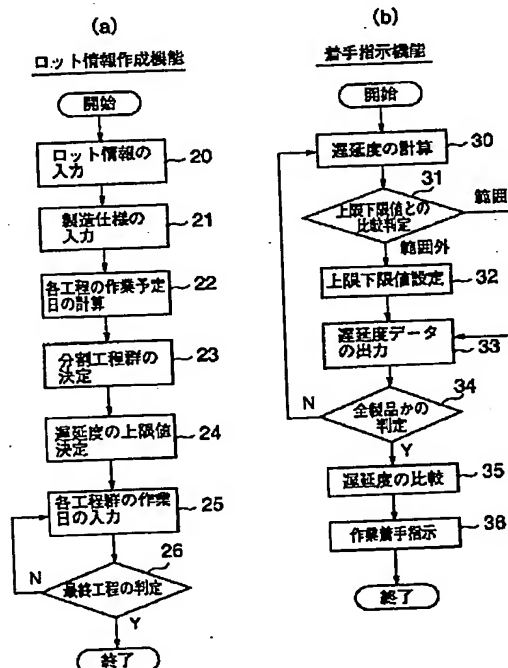 (a)
ロット情報作成機能
開始
ロット情報の
入力
20
製造仕様の
入力
21
各工程の作業予定
日の計算
22
分割工程群の
決定
23
遅延度の上限値
決定
24
各工程群の作業
日の入力
25
26
最終工程の判定
N
Y
終了
(b)
着手指示機能
開始
遅延度の計算
30
31
上限下限値との
比較判定
範囲
範囲外
上限下限値設定
32
遅延度データ
の出力
33
34
全製品かの
判定
N
Y
遅延度の比較
35
作業着手指示
36
終了